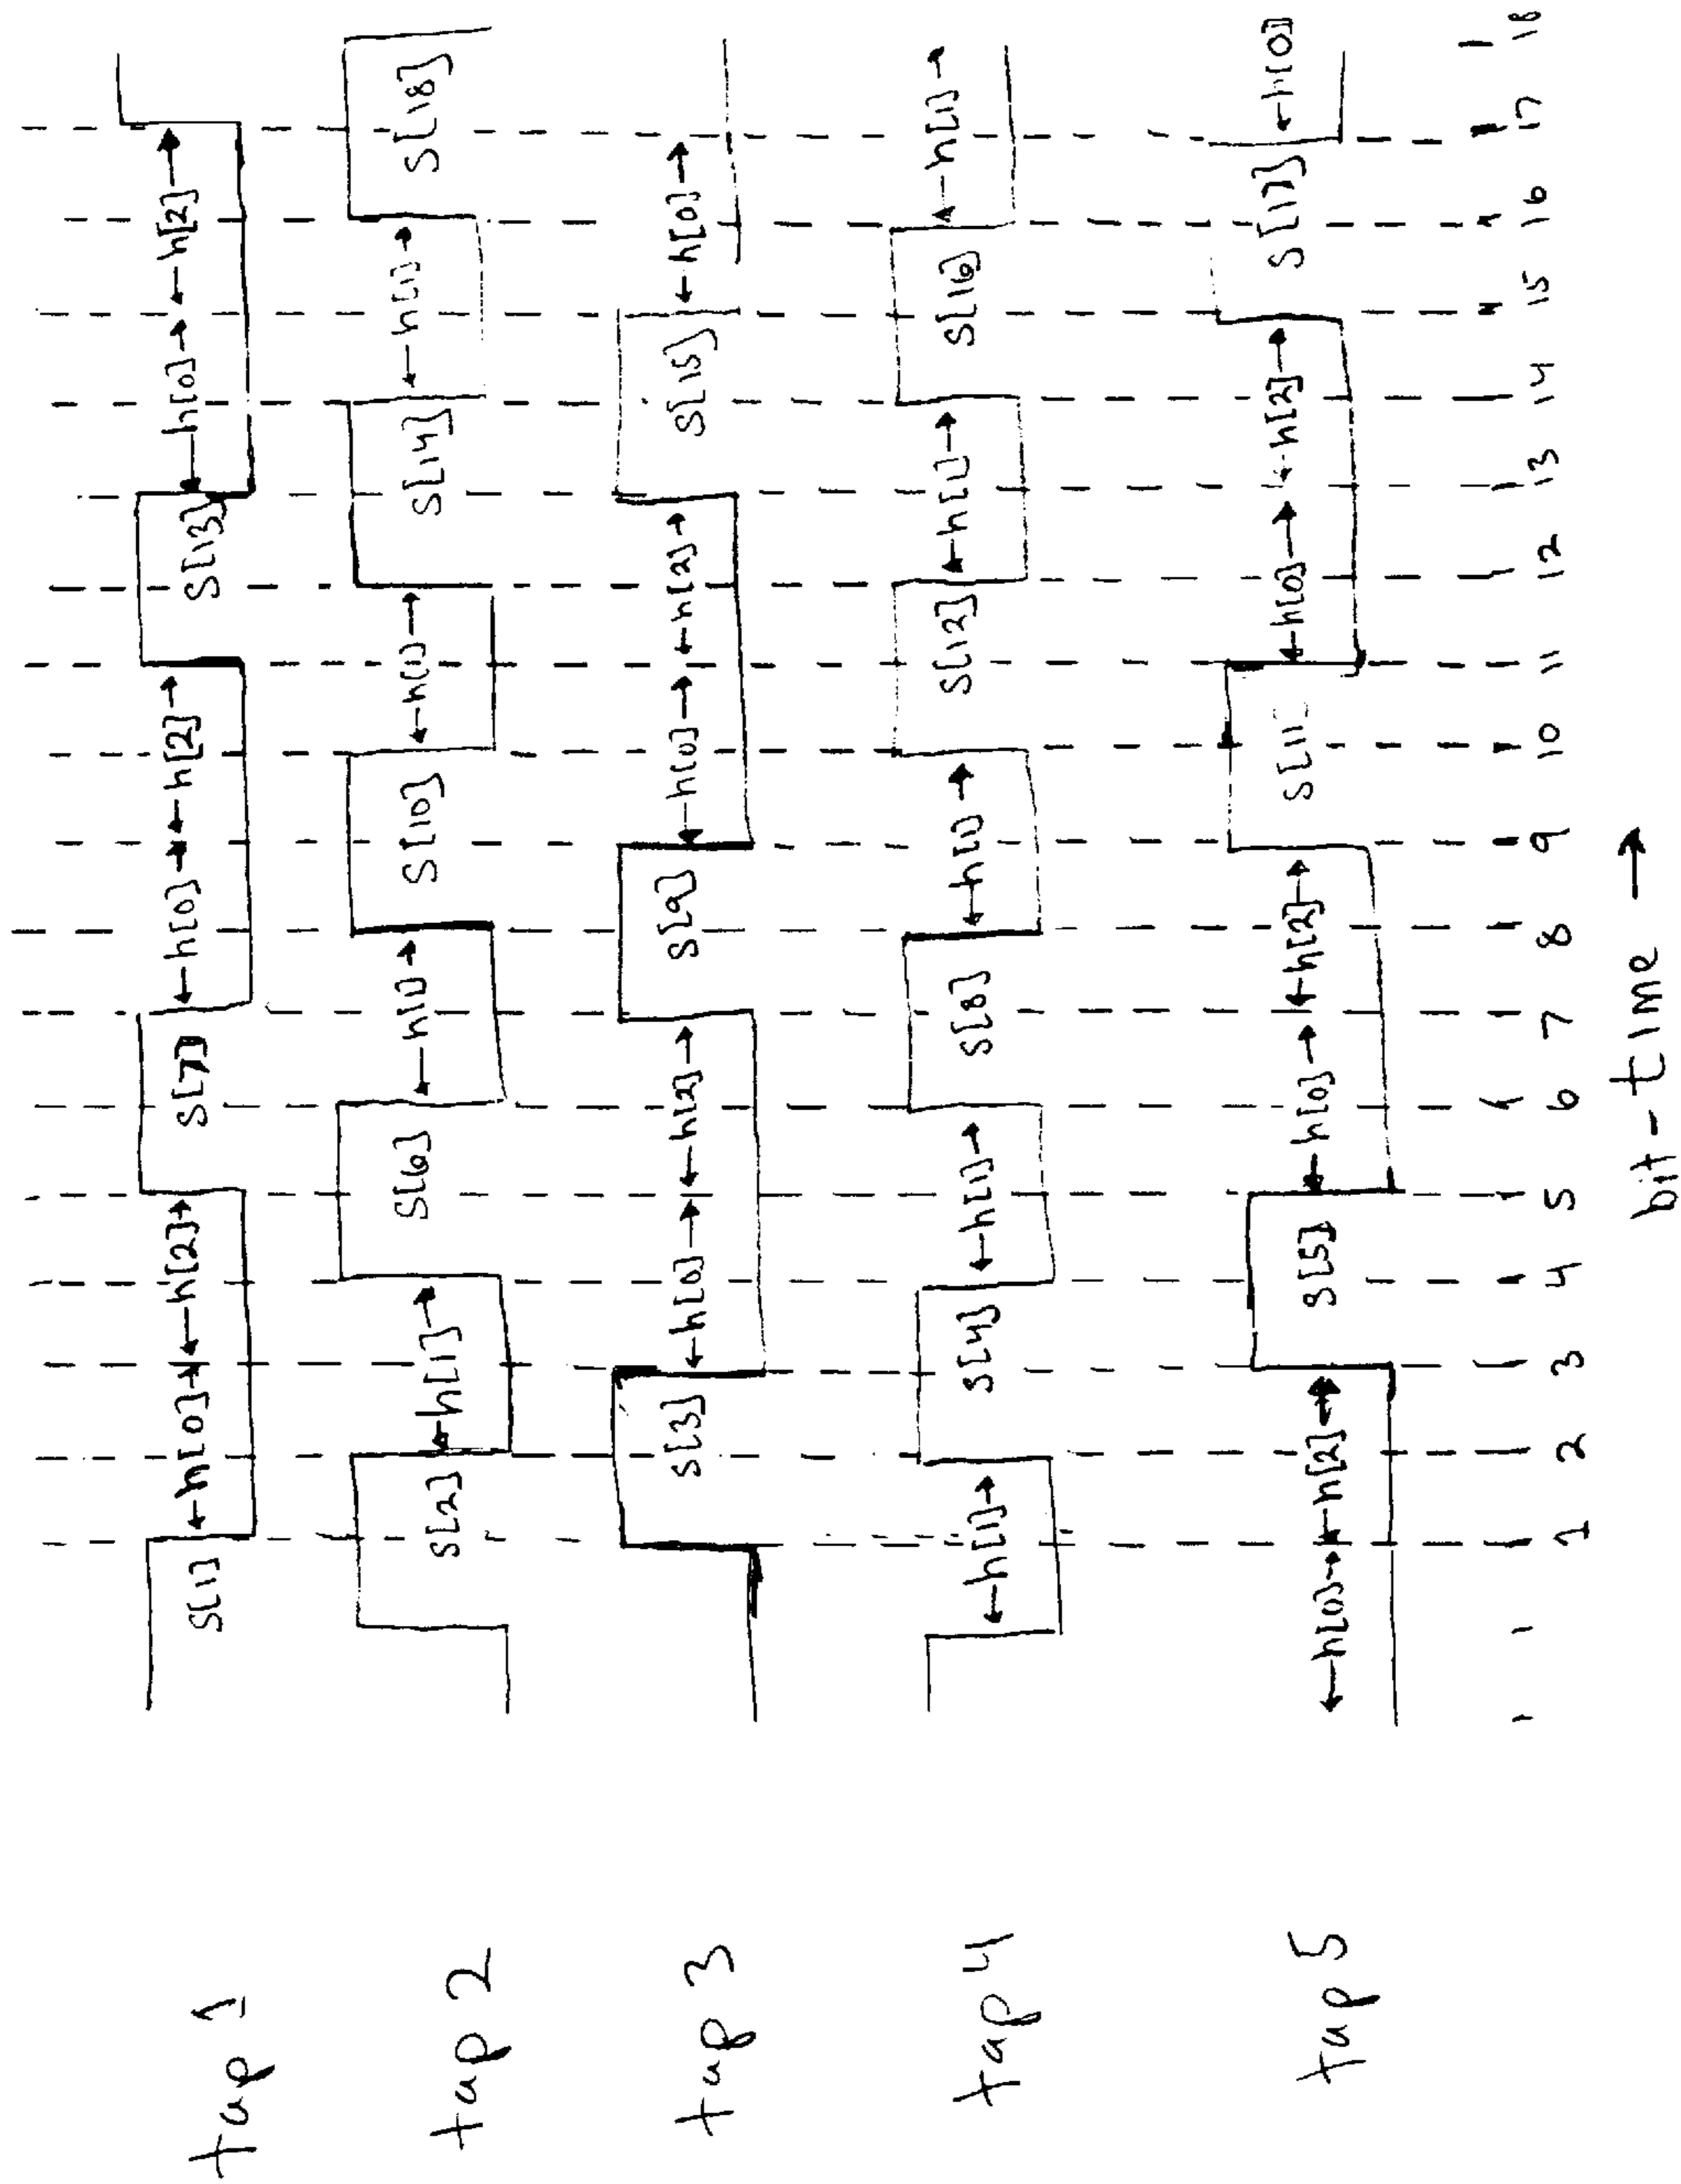 tap 1 S[1] h[0] h[2] S[7] h[0] h[2] S[13] h[0] h[2]
tap 2 S[2] h[1] S[6] h[1] S[10] h[1] S[14] h[1] S[18]
tap 3 S[3] h[0] h[2] S[9] h[0] h[2] S[15] h[0]
tap 4 h[1] S[4] h[1] S[8] h[1] S[12] h[1] S[16] h[1]
tap 5 h[0] h[2] S[5] h[0] h[2] S[11] h[0] h[2] S[17] h[0]
1 2 3 4 5 6 7 8 9 10 11 12 13 14 15 16 17 18
bit-time →